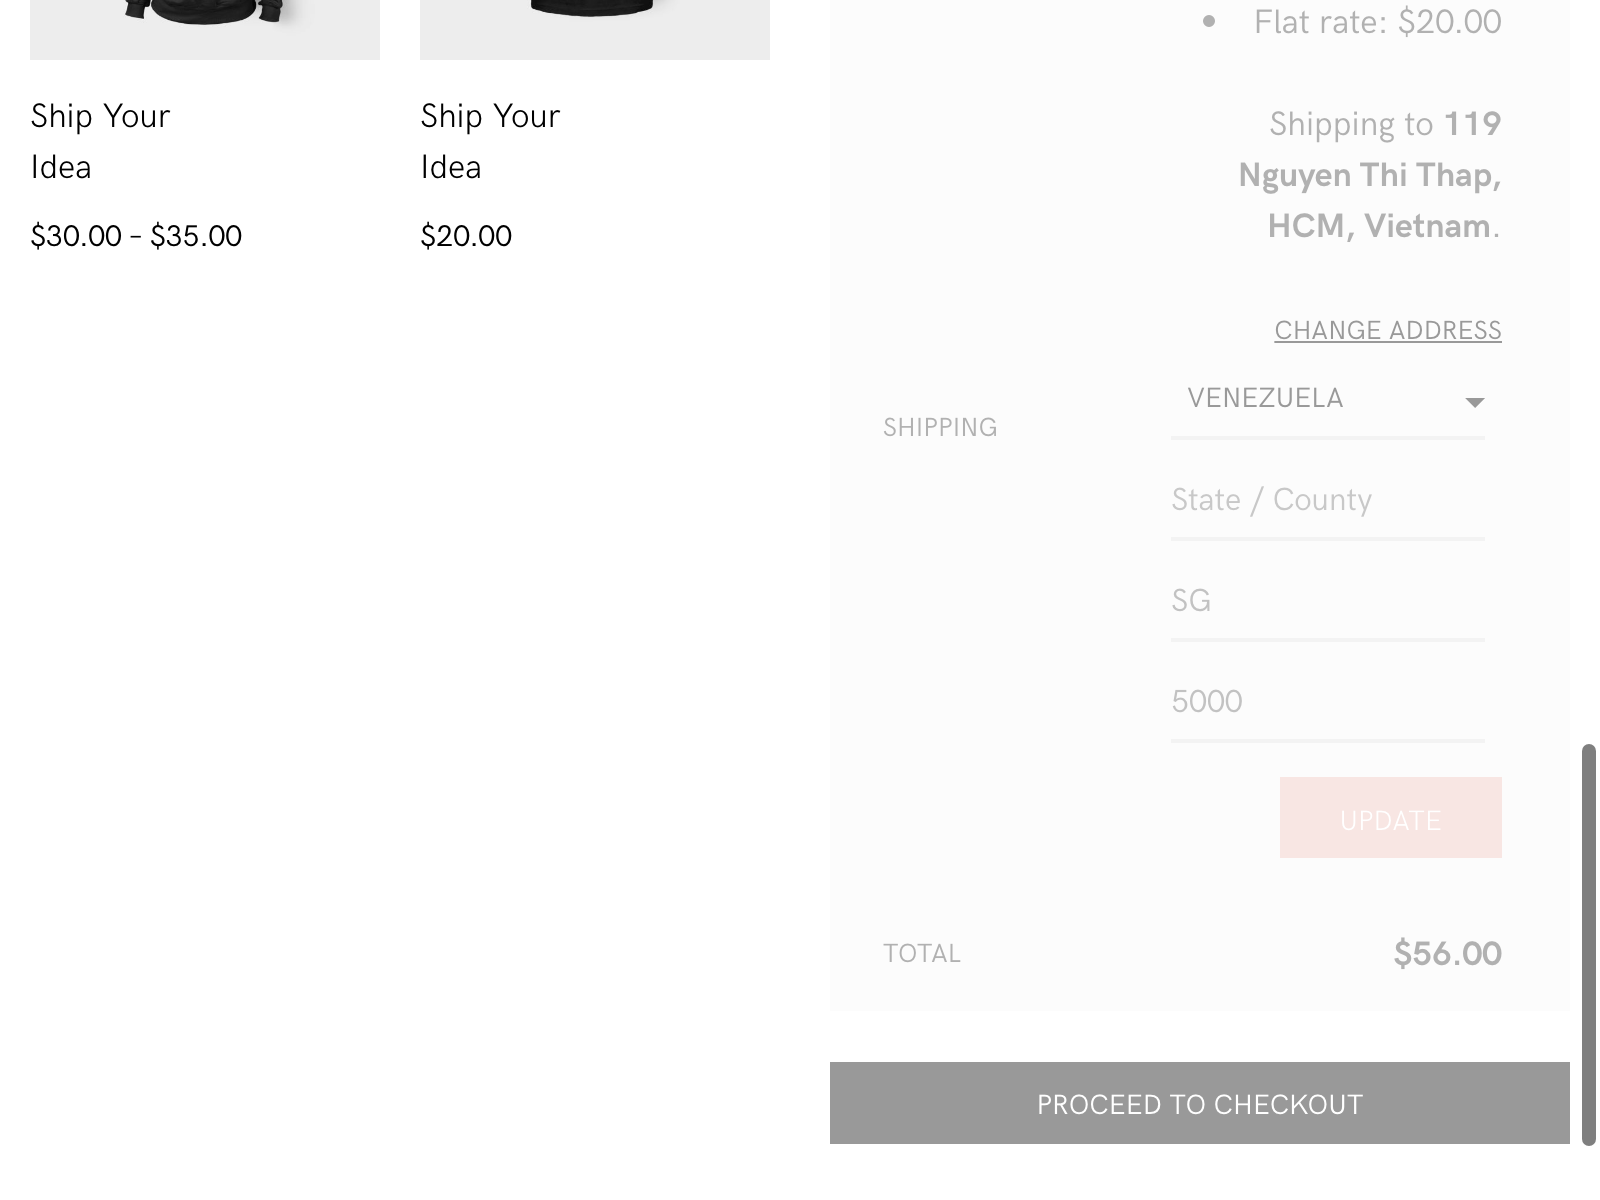 Ship Your
Idea
$30.00 – $35.00
Ship Your
Idea
$20.00
Flat rate: $20.00
Shipping to 119
Nguyen Thi Thap,
HCM, Vietnam.
CHANGE ADDRESS
SHIPPING
VENEZUELA
State / County
SG
5000
UPDATE
TOTAL
$56.00
PROCEED TO CHECKOUT